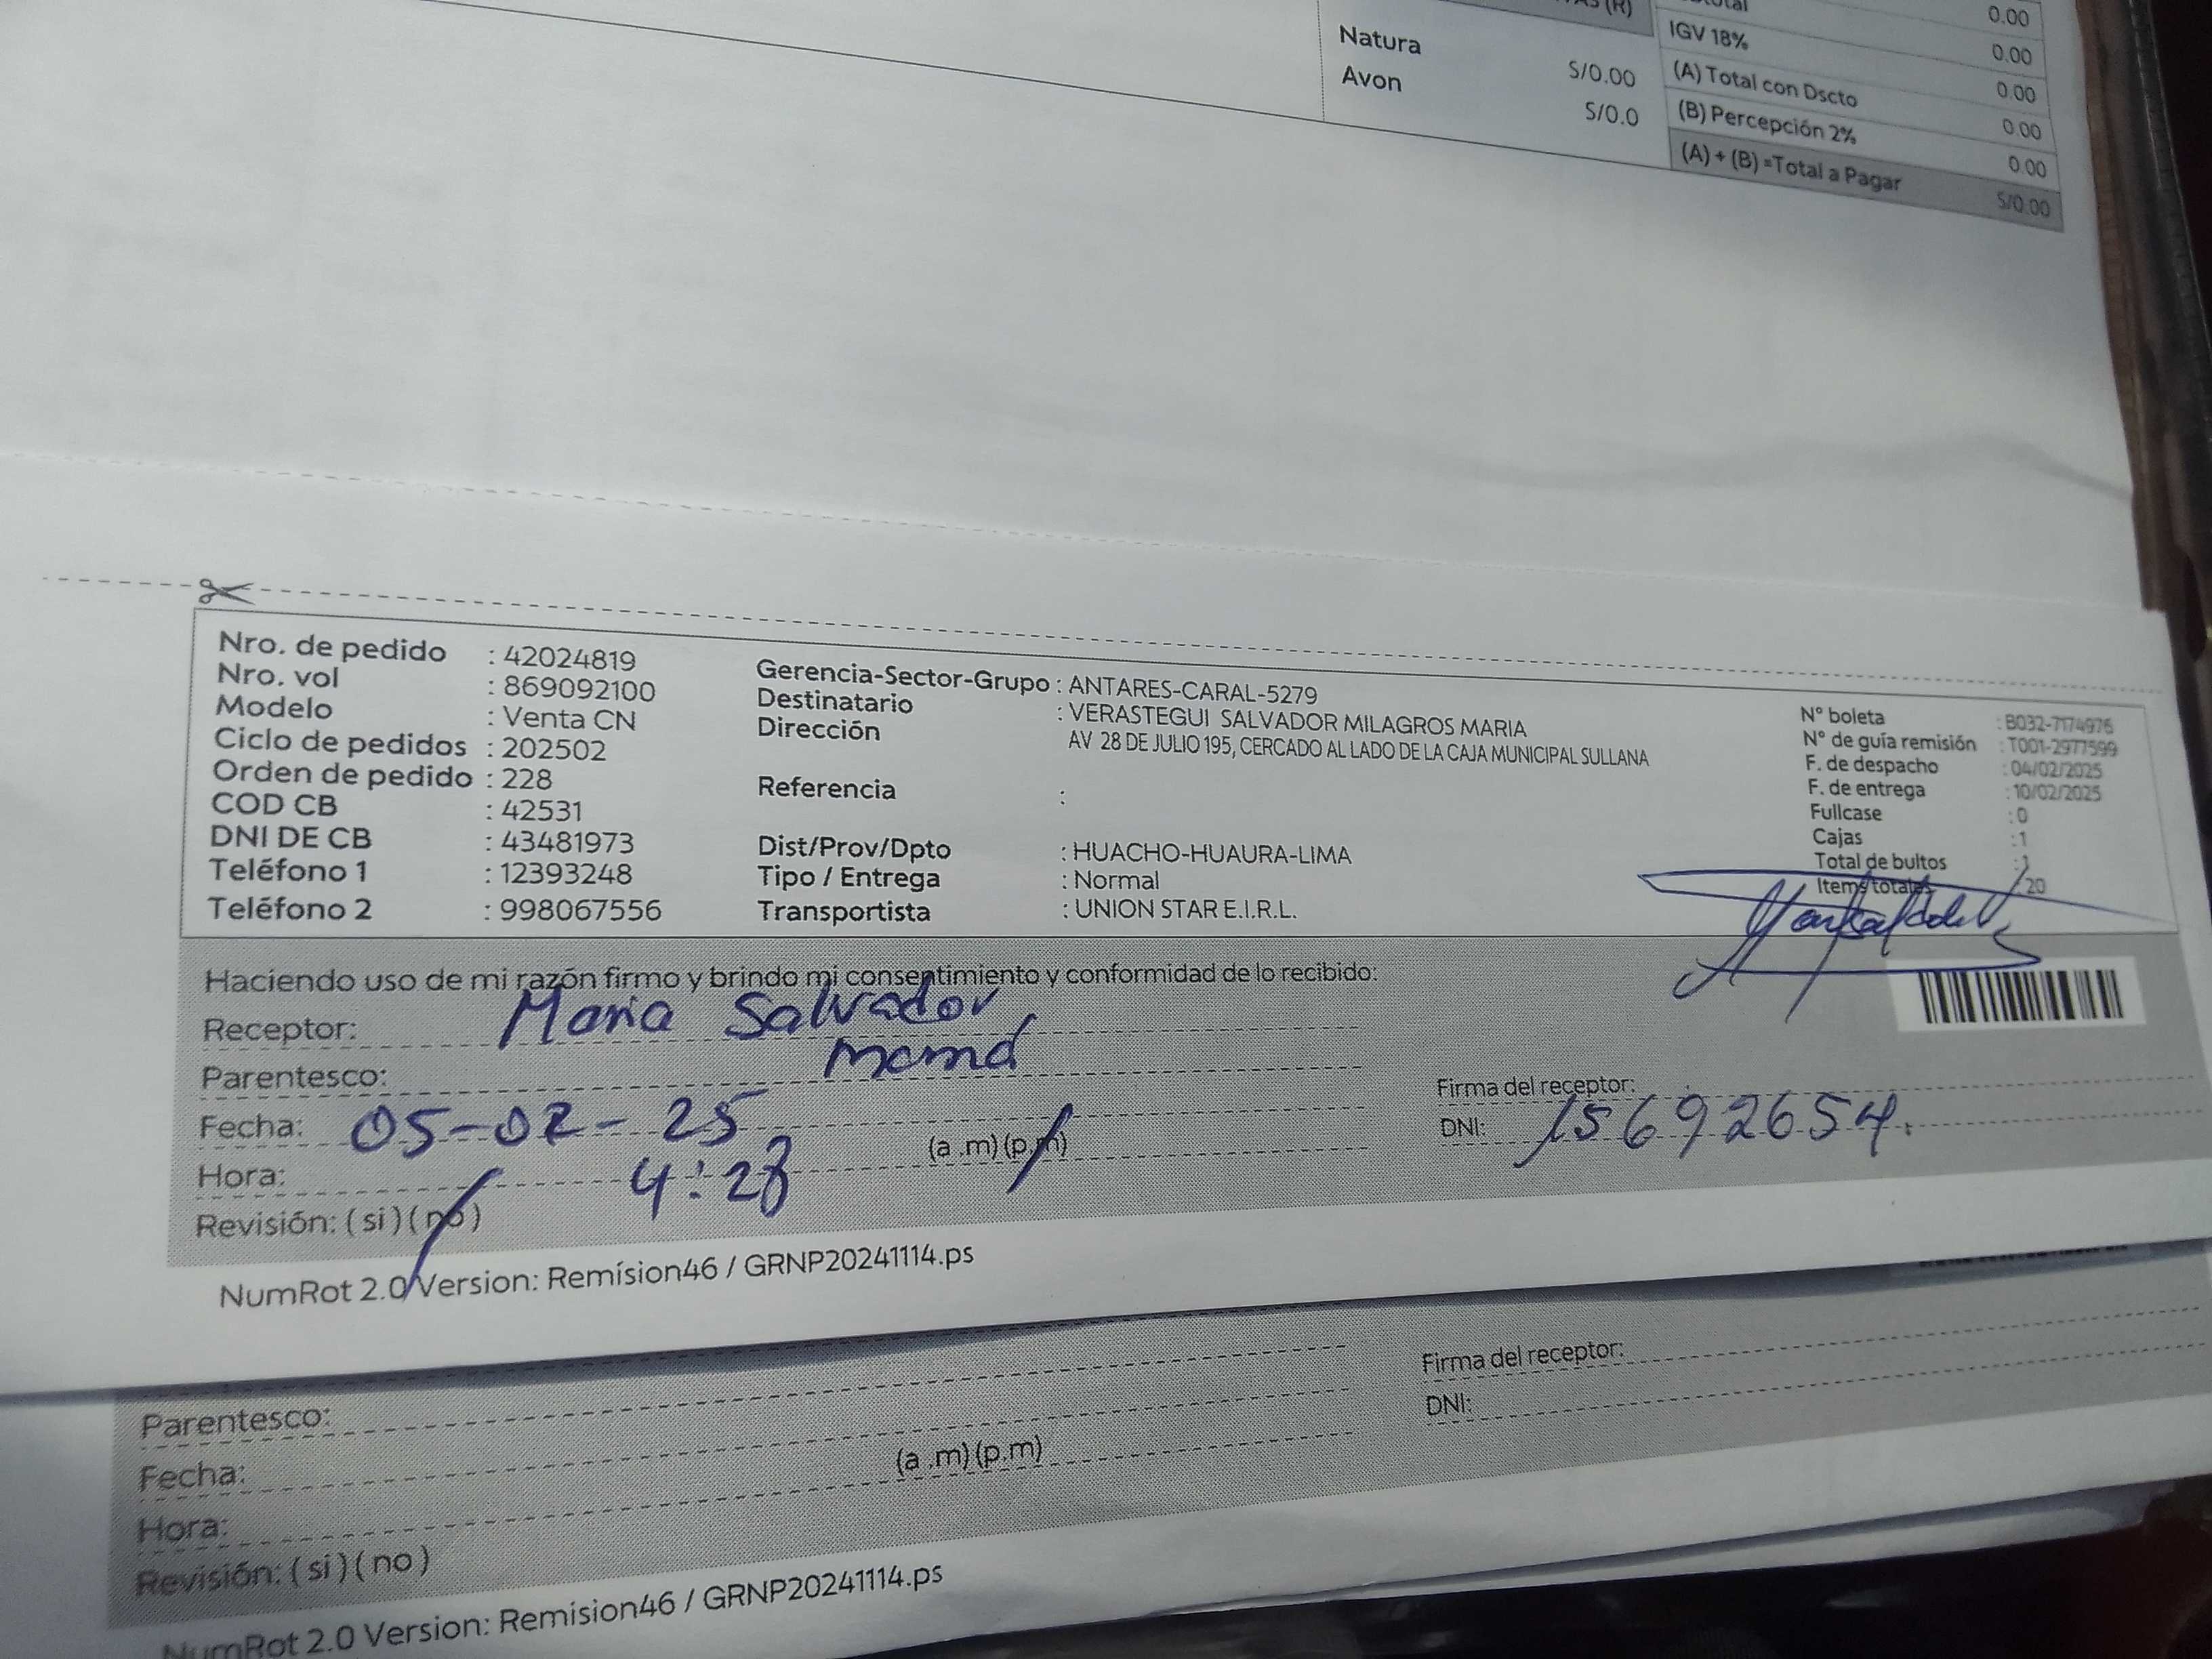 Natura S/0.00
Avon S/0.0
0.00
IGV 18% 0.00
(A) Total con Dscto 0.00
(B) Percepción 2% 0.00
0.00
(A) + (B) =Total a Pagar S/0.00
Nro. de pedido : 42024819
Nro. vol : 869092100
Modelo : Venta CN
Ciclo de pedidos : 202502
Orden de pedido : 228
COD CB : 42531
DNI DE CB : 43481973
Teléfono 1 : 12393248
Teléfono 2 : 998067556
Gerencia-Sector-Grupo : ANTARES-CARAL-5279
Destinatario : VERASTEGUI SALVADOR MILAGROS MARIA
Dirección AV 28 DE JULIO 195, CERCADO AL LADO DE LA CAJA MUNICIPAL SULLANA
Referencia :
Dist/Prov/Dpto : HUACHO-HUAURA-LIMA
Tipo / Entrega : Normal
Transportista : UNION STAR E.I.R.L.
N° boleta : B032-7174976
N° de guía remisión : T001-2977599
F. de despacho : 04/02/2025
F. de entrega : 10/02/2025
Fullcase : 0
Cajas : 1
Total de bultos : 1
Items totales 20
Haciendo uso de mi razón firmo y brindo mi consentimiento y conformidad de lo recibido:
Receptor: Maria Salvador
Parentesco: mamá
Fecha: 05-02-25
Hora: 4:28 (a .m) (p.m)
Revisión: ( si ) ( no )
Firma del receptor:
DNI: 15692654.
NumRot 2.0 Version: Remísion46 / GRNP20241114.ps
Parentesco:
Fecha:
Hora: (a .m) (p.m)
Revisión: ( si ) ( no )
Firma del receptor:
DNI:
NumRot 2.0 Version: Remísion46 / GRNP20241114.ps